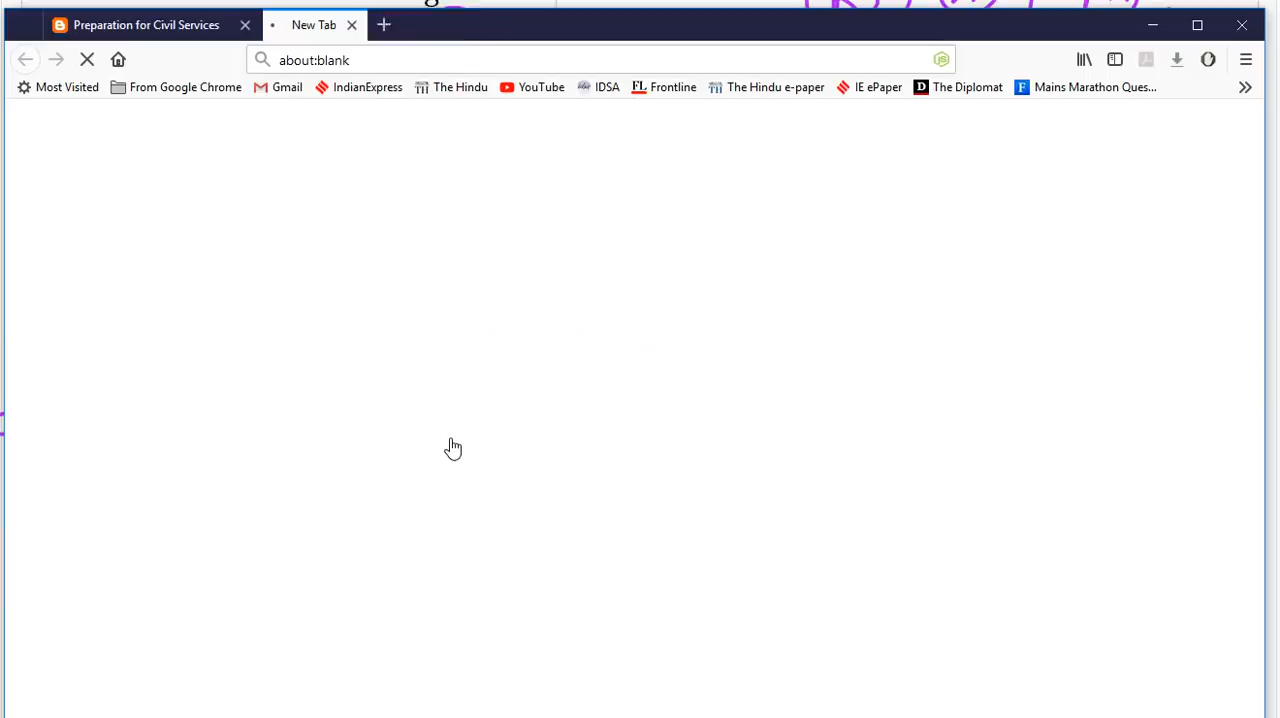 Preparation for Civil Services New Tab
about:blank
Most Visited From Google Chrome Gmail IndianExpress The Hindu YouTube IDSA FL Frontline The Hindu e-paper IE ePaper D The Diplomat F Mains Marathon Ques...